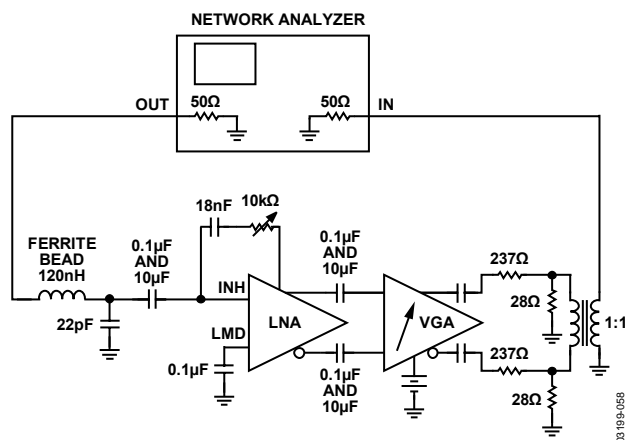 NETWORK ANALYZER
OUT
50Ω
50Ω
IN
18nF
10kΩ
FERRITE
BEAD
120nH
0.1µF
AND
10µF
0.1µF
AND
10µF
237Ω
28Ω
1:1
INH
LMD
LNA
VGA
22pF
0.1µF
0.1µF
AND
10µF
237Ω
28Ω
03199-058